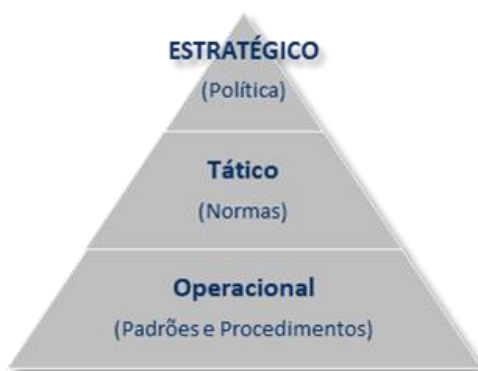 ESTRATÉGICO
(Política)
Tático
(Normas)
Operacional
(Padrões e Procedimentos)